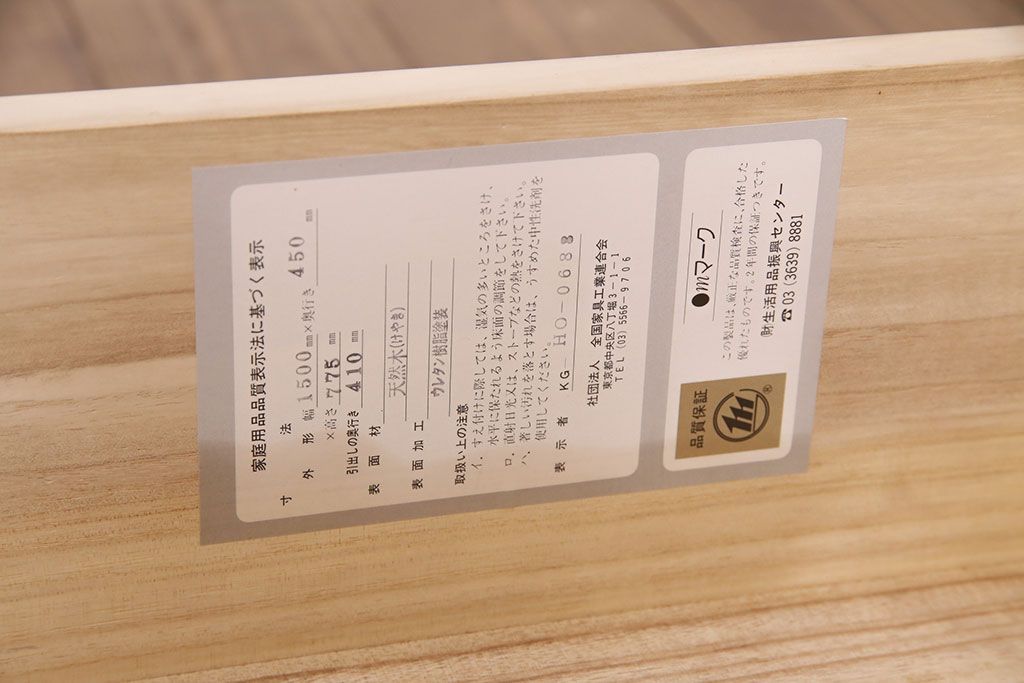 家庭用品品質表示法に基づく表示
寸 法
外 形 幅 1500 mm × 奥行き 450 mm
× 高さ 775 mm
引出しの奥行き 410 mm
表 面 材 天然木(けやき)
表 面 加 工 ウレタン樹脂塗装
取扱い上の注意
イ．すえ付けに際しては、湿気の多いところをさけ、
水平に保たれるよう床面の調節をして下さい。
ロ．直射日光又は、ストーブなどの熱をさけて下さい。
ハ、著しい汚れを落とす場合は、うすめた中性洗剤を
使用してください。
表 示 者 KG― HO-0688
社団法人 全国家具工業連合会
東京都中央区八丁堀3-1-1
TEL (03) 5566-9706
品質保証
®
●mマーク
この製品は、厳正な品質検査に、合格した
優れたものです。2年間の保証つきです。
(財)生活用品振興センター
☎ 03 (3639) 8881